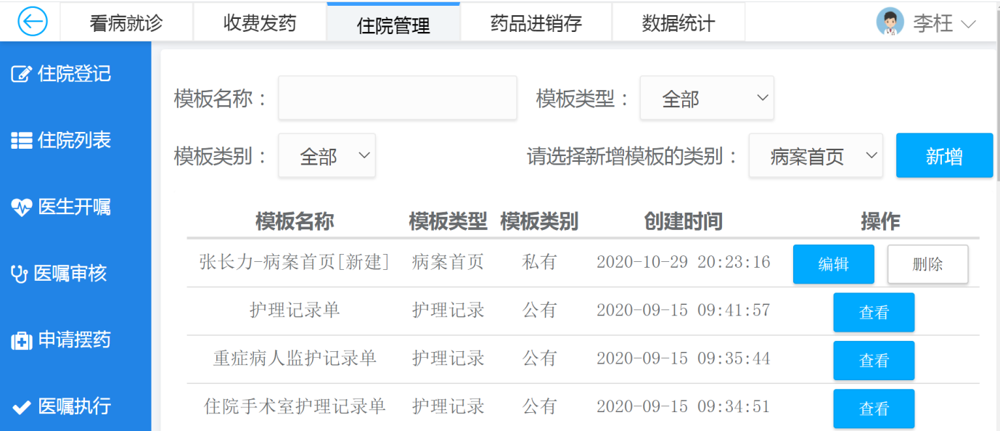 看病就诊 收费发药 住院管理 药品进销存 数据统计 李枉
住院登记
住院列表
医生开嘱
医嘱审核
申请摆药
医嘱执行
模板名称： 模板类型： 全部
模板类别： 全部 请选择新增模板的类别： 病案首页 新增
模板名称 模板类型 模板类别 创建时间 操作
张长力-病案首页[新建] 病案首页 私有 2020-10-29 20:23:16 编辑 删除
护理记录单 护理记录 公有 2020-09-15 09:41:57 查看
重症病人监护记录单 护理记录 公有 2020-09-15 09:35:44 查看
住院手术室护理记录单 护理记录 公有 2020-09-15 09:34:51 查看